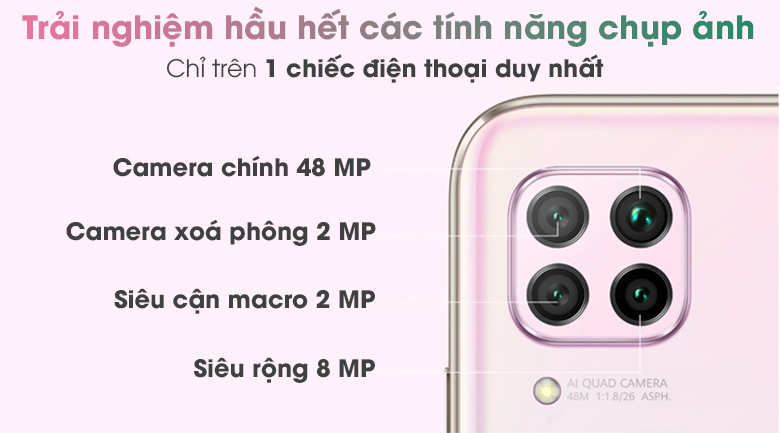 Trải nghiệm hầu hết các tính năng chụp ảnh
Chỉ trên 1 chiếc điện thoại duy nhất
Camera chính 48 MP
Camera xoá phông 2 MP
Siêu cận macro 2 MP
Siêu rộng 8 MP
AI QUAD CAMERA
48M 1:1.8/26 ASPH.